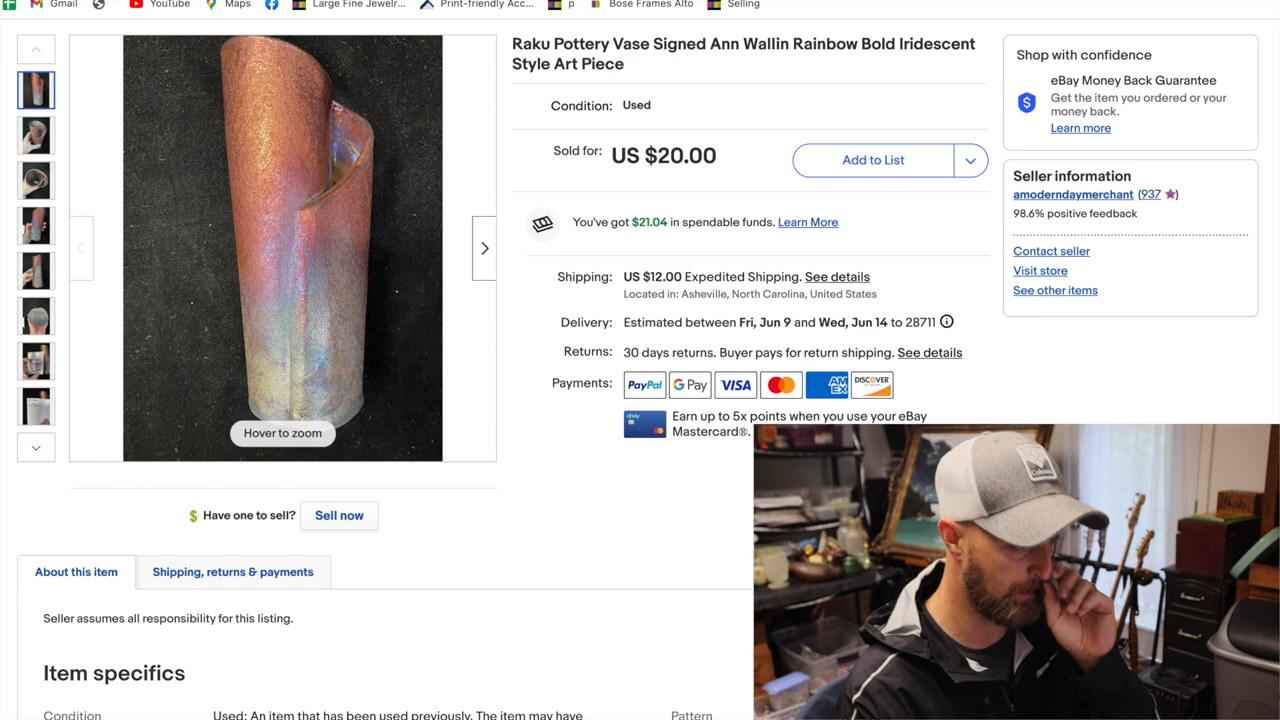 Gmail
YouTube
Maps
Large Fine Jewelr...
Print-friendly Acc...
p
Bose Frames Alto
Selling
Raku Pottery Vase Signed Ann Wallin Rainbow Bold Iridescent
Style Art Piece
Condition: Used
Sold for: US $20.00
Add to List
You've got $21.04 in spendable funds. Learn More
Shipping: US $12.00 Expedited Shipping. See details
Located in: Asheville, North Carolina, United States
Delivery: Estimated between Fri, Jun 9 and Wed, Jun 14 to 28711
Returns: 30 days returns. Buyer pays for return shipping. See details
Payments: PayPal G Pay VISA AM EX DISCOVER
Earn up to 5x points when you use your eBay
Mastercard®.
Shop with confidence
eBay Money Back Guarantee
Get the item you ordered or your
money back.
Learn more
Seller information
amoderndaymerchant (937)
98.6% positive feedback
Contact seller
Visit store
See other items
Hover to zoom
Have one to sell? Sell now
About this item
Shipping, returns & payments
Seller assumes all responsibility for this listing.
Item specifics
Condition
Used: An item that has been used previously. The item may have
Pattern
Columbia